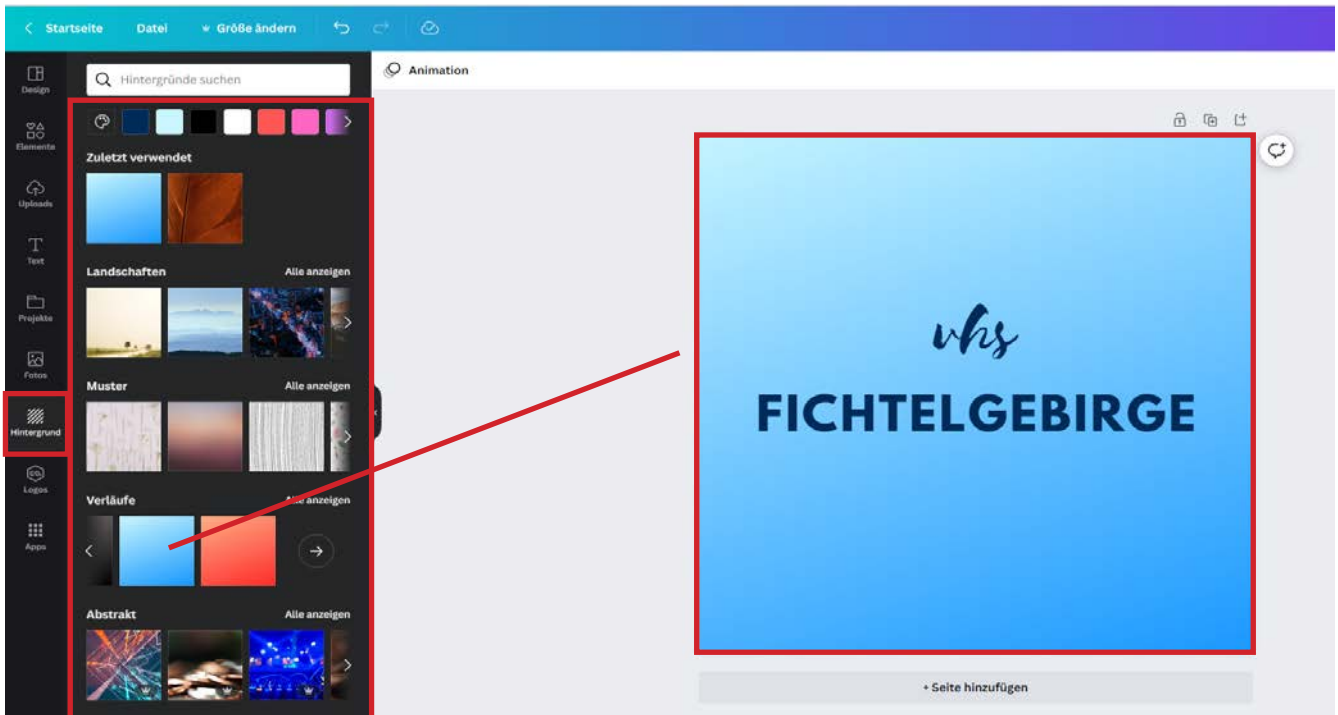 Startseite
Datei
Größe ändern
Design
Elemente
Uploads
Text
Projekte
Fotos
Hintergrund
CO.
Logos
Apps
Hintergründe suchen
Zuletzt verwendet
Landschaften Alle anzeigen
Muster Alle anzeigen
Verläufe Alle anzeigen
Abstrakt Alle anzeigen
Animation
vhs
FICHTELGEBIRGE
+ Seite hinzufügen